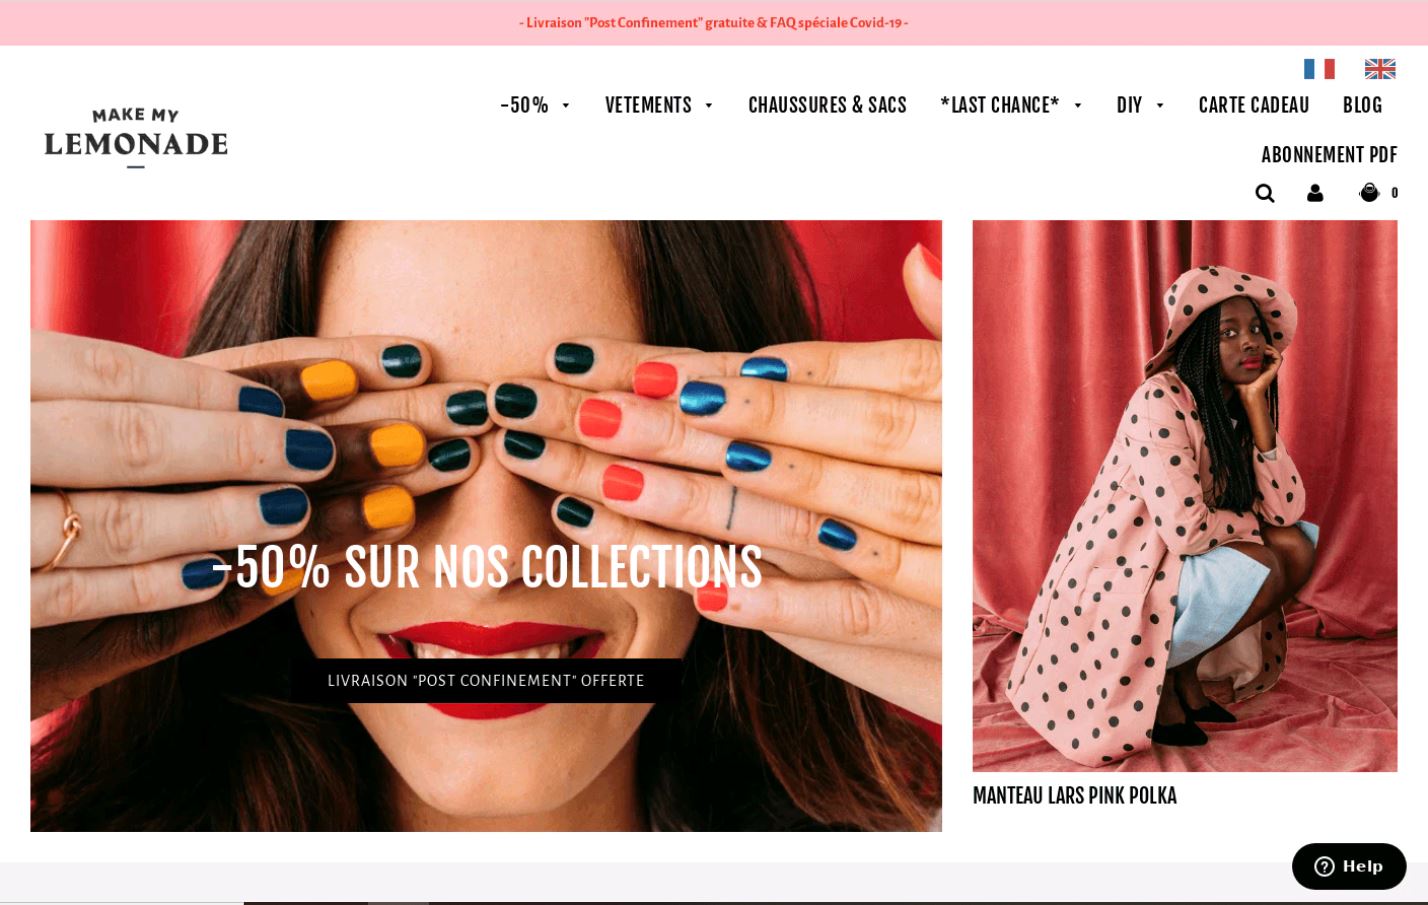 - Livraison "Post Confinement" gratuite & FAQ spéciale Covid-19 -
MAKE MY
LEMONADE
-50% VETEMENTS CHAUSSURES & SACS *LAST CHANCE* DIY CARTE CADEAU BLOG
ABONNEMENT PDF
0
-50% SUR NOS COLLECTIONS
LIVRAISON "POST CONFINEMENT" OFFERTE
MANTEAU LARS PINK POLKA
Help